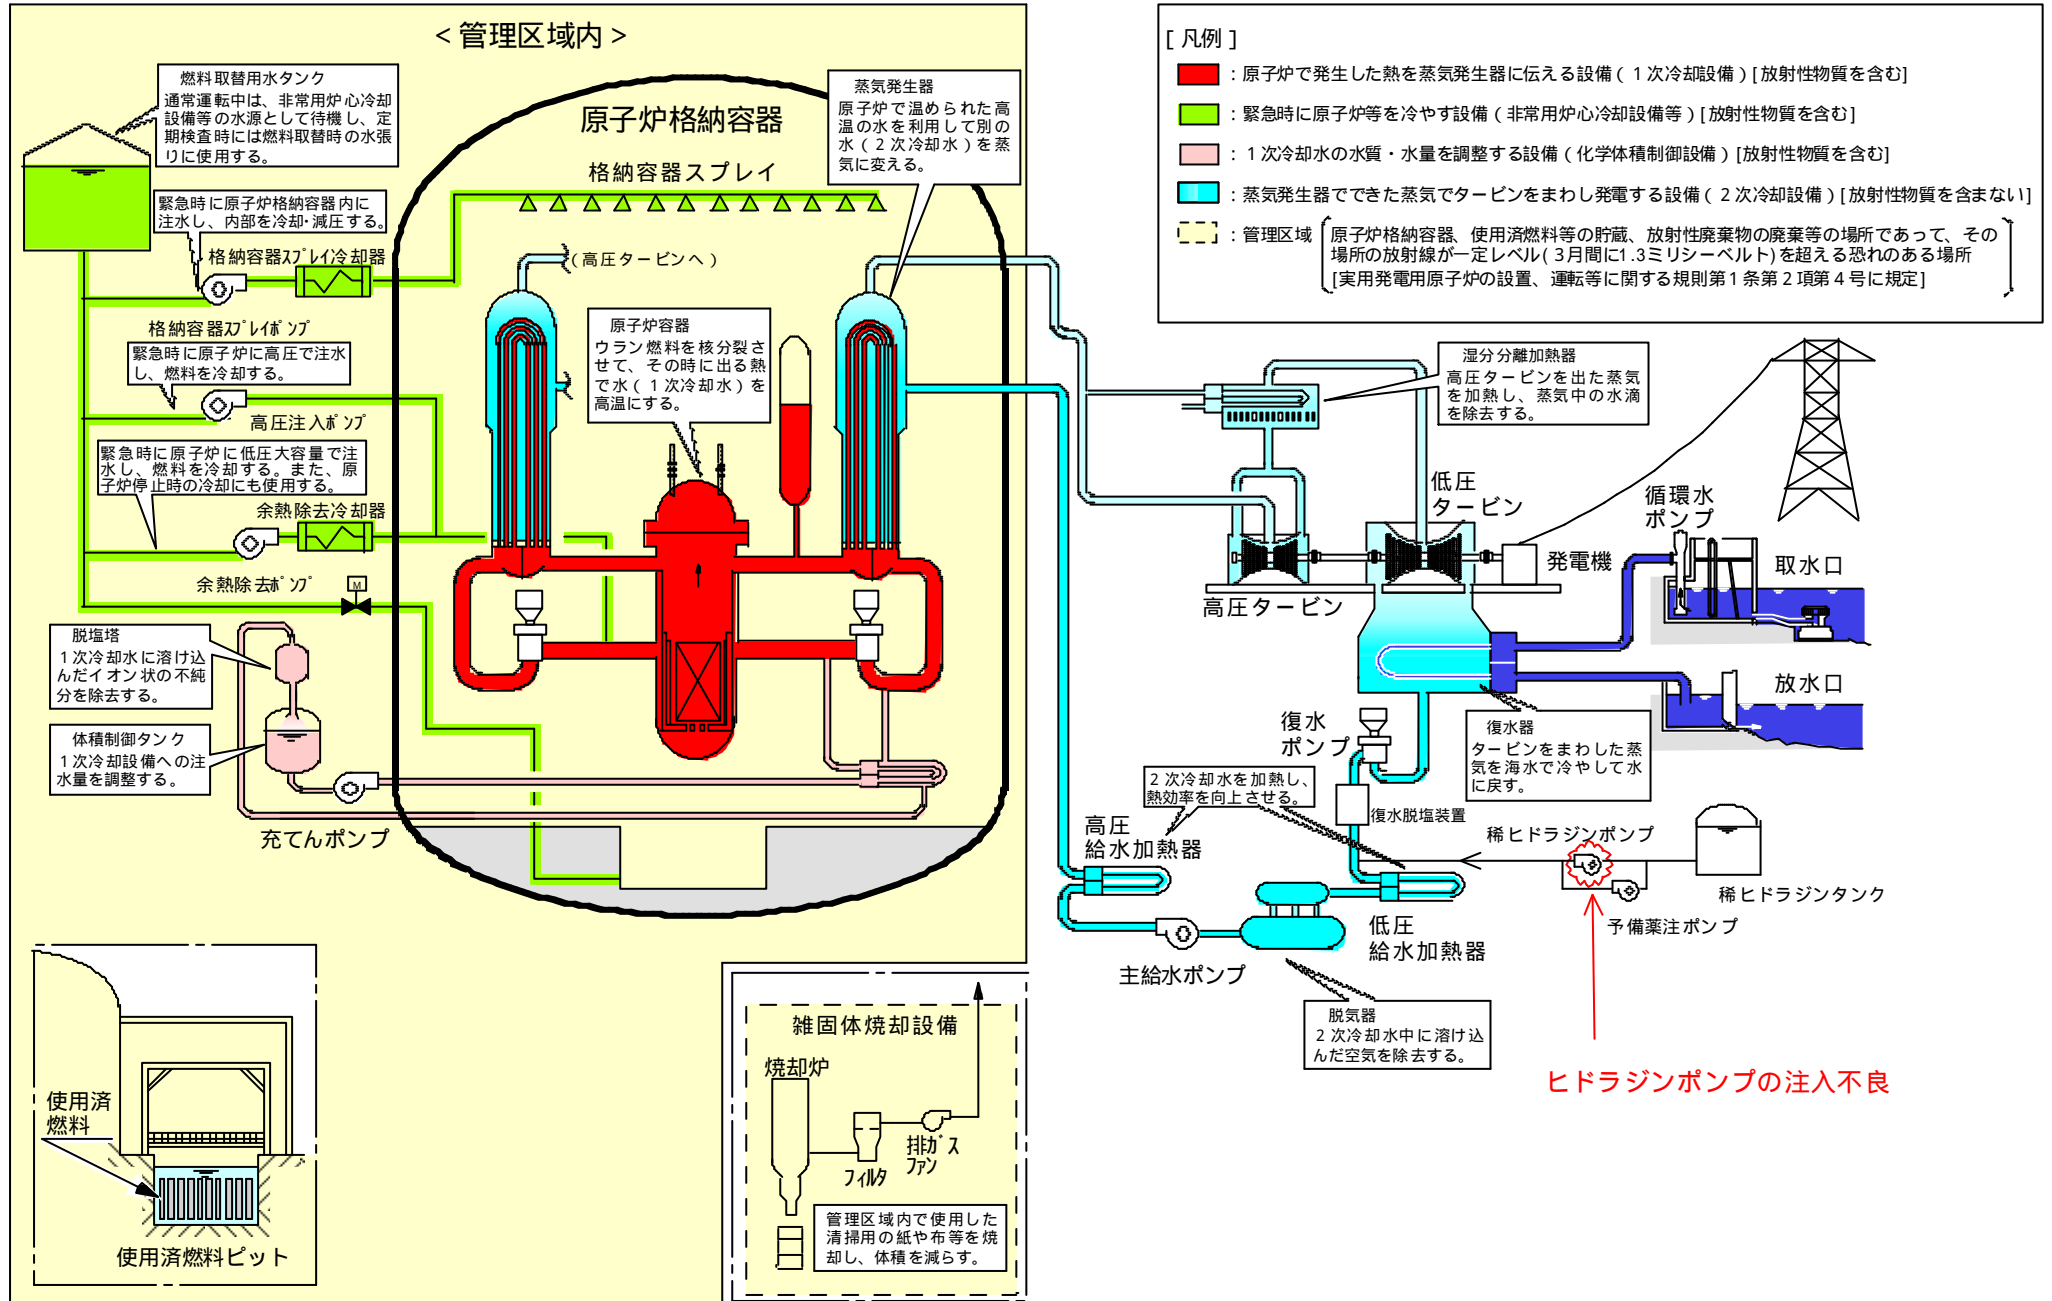 ＜管理区域内＞
燃料取替用水タンク
通常運転中は、非常用炉心冷却
設備等の水源として待機し、定
期検査時には燃料取替時の水張
りに使用する。
緊急時に原子炉格納容器内に
注水し、内部を冷却･減圧する。
格納容器ｽﾌﾟﾚｲ冷却器
格納容器ｽﾌﾟﾚｲﾎﾟﾝﾌﾟ
緊急時に原子炉に高圧で注水
し、燃料を冷却する。
高圧注入ﾎﾟﾝﾌﾟ
緊急時に原子炉に低圧大容量で注
水し、燃料を冷却する。また、原
子炉停止時の冷却にも使用する。
余熱除去冷却器
余熱除去ﾎﾟﾝﾌﾟ
M
脱塩塔
１次冷却水に溶け込
んだイオン状の不純
分を除去する。
体積制御タンク
１次冷却設備への注
水量を調整する。
充てんポンプ
原子炉格納容器
格納容器スプレイ
蒸気発生器
原子炉で温められた高
温の水を利用して別の
水（２次冷却水）を蒸
気に変える。
（高圧タービンへ）
原子炉容器
ウラン燃料を核分裂さ
せて、その時に出る熱
で水（１次冷却水）を
高温にする。
[ 凡例 ]
：原子炉で発生した熱を蒸気発生器に伝える設備（１次冷却設備）[放射性物質を含む]
：緊急時に原子炉等を冷やす設備（非常用炉心冷却設備等）[放射性物質を含む]
：１次冷却水の水質・水量を調整する設備（化学体積制御設備）[放射性物質を含む]
：蒸気発生器でできた蒸気でタービンをまわし発電する設備（２次冷却設備）[放射性物質を含まない]
：管理区域
原子炉格納容器、使用済燃料等の貯蔵、放射性廃棄物の廃棄等の場所であって、その
場所の放射線が一定レベル(３月間に1.3ミリシーベルト)を超える恐れのある場所
[実用発電用原子炉の設置、運転等に関する規則第１条第２項第４号に規定]
湿分分離加熱器
高圧タービンを出た蒸気
を加熱し、蒸気中の水滴
を除去する。
低圧
タービン
高圧タービン
発電機
循環水
ポンプ
取水口
放水口
復水器
タービンをまわした蒸
気を海水で冷やして水
に戻す。
復水
ポンプ
復水脱塩装置
２次冷却水を加熱し、
熱効率を向上させる。
高圧
給水加熱器
稀ヒドラジンポンプ
稀ヒドラジンタンク
予備薬注ポンプ
低圧
給水加熱器
主給水ポンプ
脱気器
２次冷却水中に溶け込
んだ空気を除去する。
ヒドラジンポンプの注入不良
使用済
燃料
使用済燃料ピット
雑固体焼却設備
焼却炉
フィルタ
排ｶﾞｽ
ﾌｧﾝ
管理区域内で使用した
清掃用の紙や布等を焼
却し、体積を減らす。